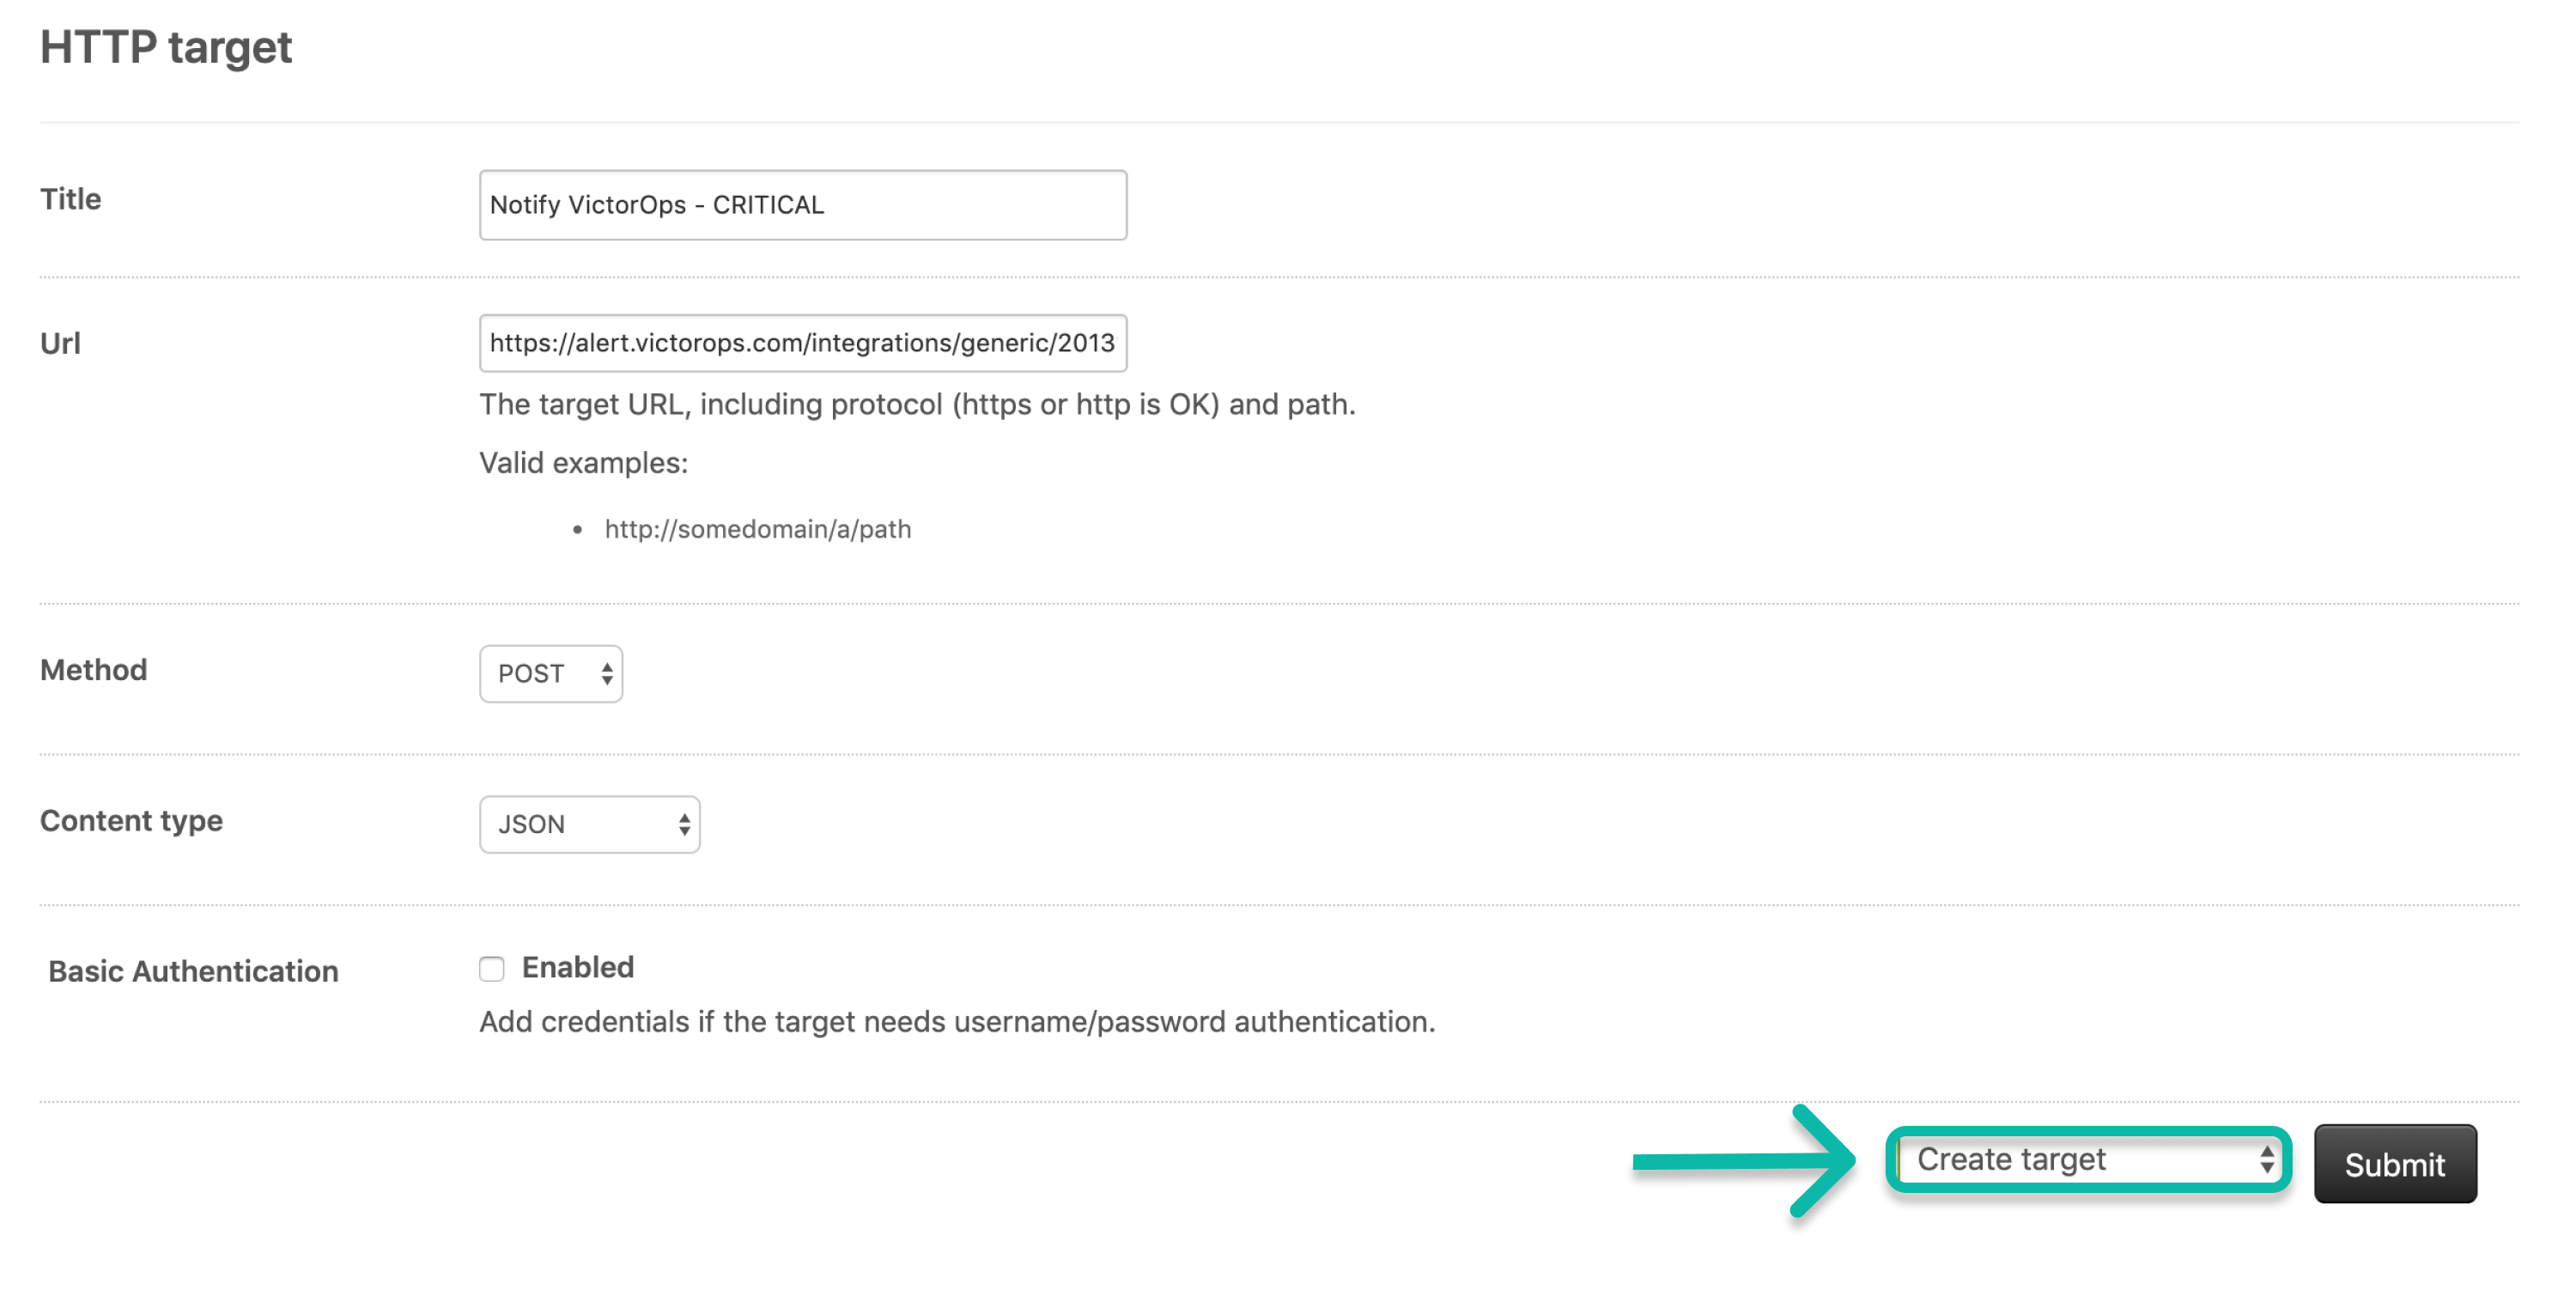 HTTP target
Title
Notify VictorOps - CRITICAL
Url
https://alert.victorops.com/integrations/generic/2013
The target URL, including protocol (https or http is OK) and path.
Valid examples:
• http://somedomain/a/path
Method
POST
Content type
JSON
Basic Authentication
Enabled
Add credentials if the target needs username/password authentication.
Create target
Submit